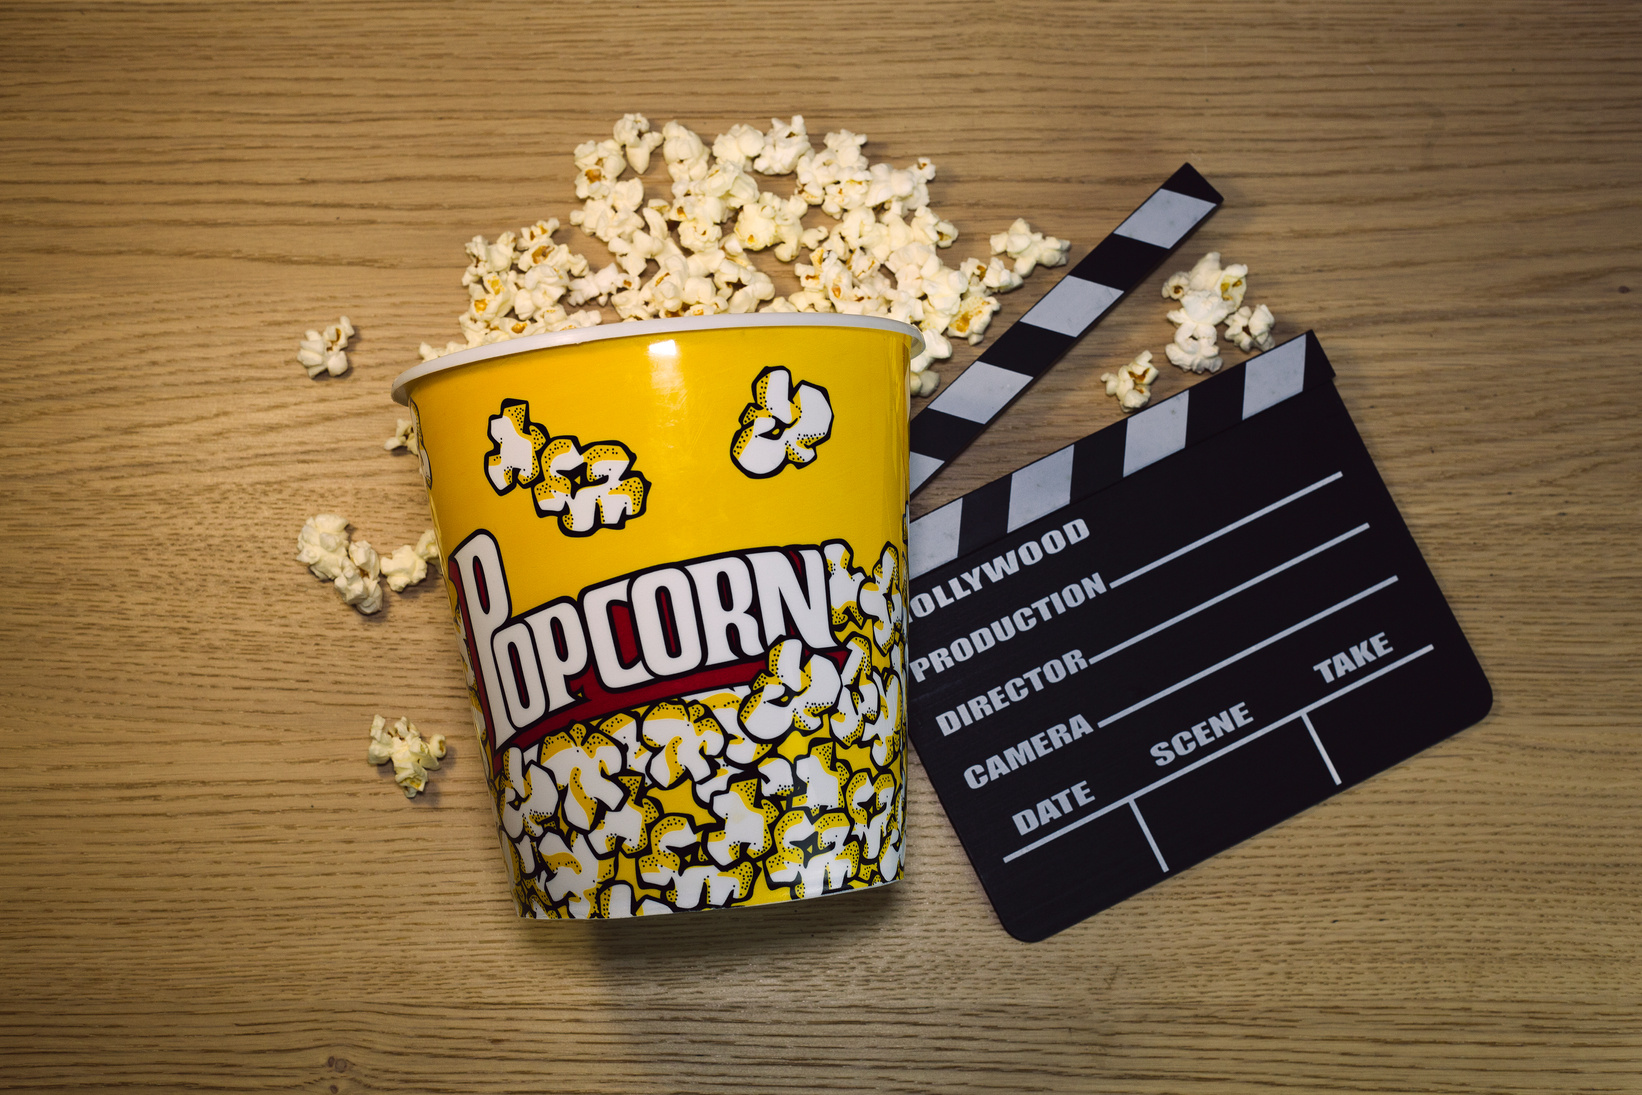 POPCORN
OLLYWOOD
PRODUCTION
DIRECTOR
CAMERA
DATE SCENE TAKE